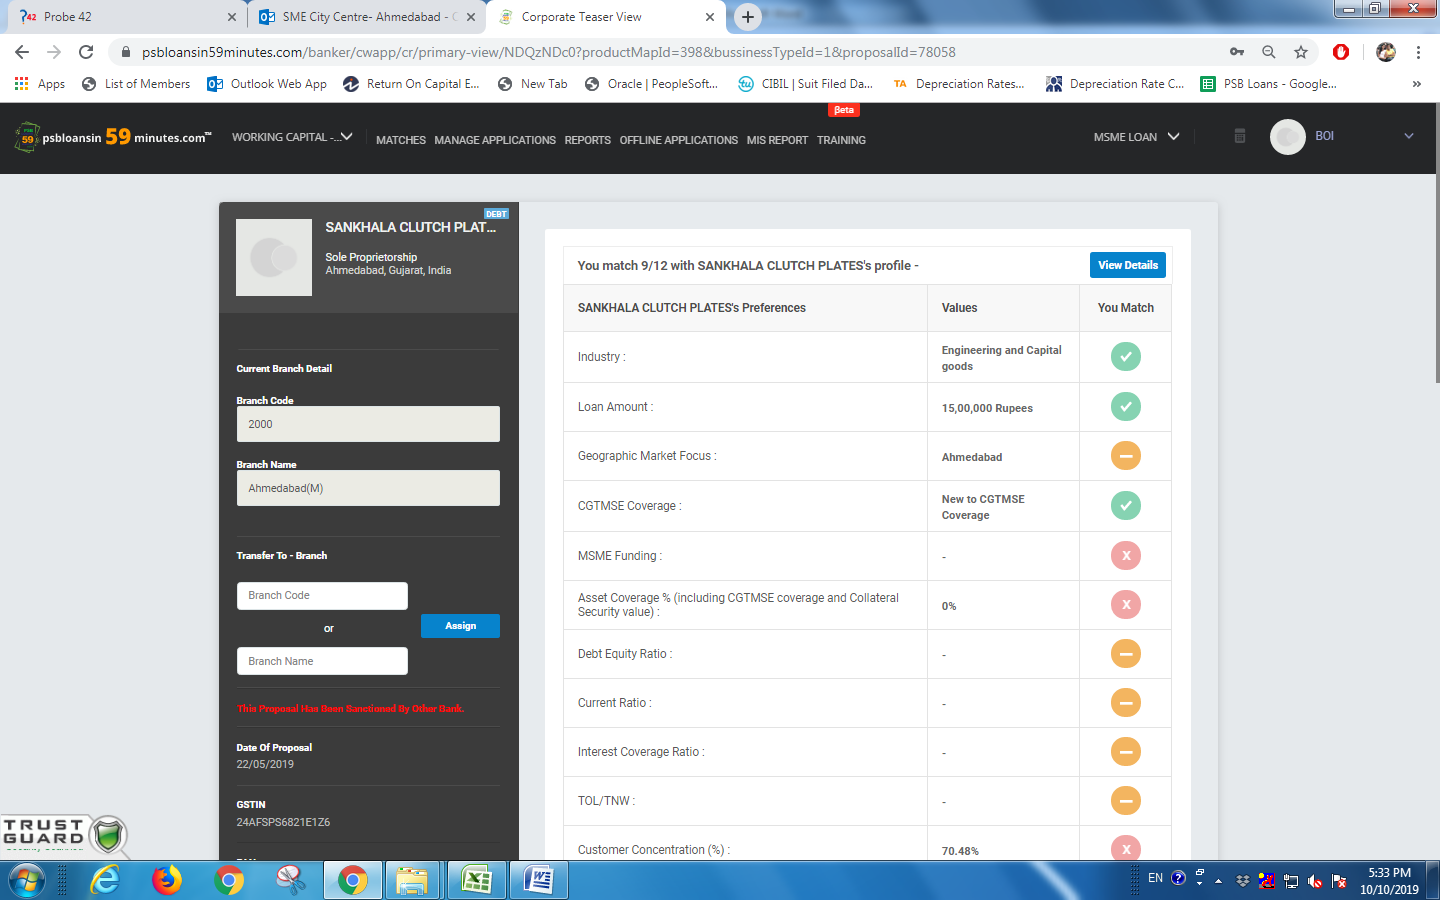 Probe 42
SME City Centre- Ahmedabad - 
Corporate Teaser View
psbloansin59minutes.com/banker/cwapp/cr/primary-view/NDQzNDc0?productMapId=398&bussinessTypeId=1&proposalId=78058
Apps
List of Members
Outlook Web App
Return On Capital E...
New Tab
Oracle | PeopleSoft...
CIBIL | Suit Filed Da...
TA Depreciation Rates...
Depreciation Rate C...
PSB Loans - Google...
»
βeta
psbloansin 59 minutes.com™
WORKING CAPITAL -...
MATCHES
MANAGE APPLICATIONS
REPORTS
OFFLINE APPLICATIONS
MIS REPORT
TRAINING
MSME LOAN
BOI
DEBT
SANKHALA CLUTCH PLAT...
Sole Proprietorship
Ahmedabad, Gujarat, India
Current Branch Detail
Branch Code
2000
Branch Name
Ahmedabad(M)
Transfer To - Branch
Branch Code
or
Assign
Branch Name
This Proposal Has Been Sanctioned By Other Bank.
Date Of Proposal
22/05/2019
GSTIN
24AFSPS6821E1Z6
You match 9/12 with SANKHALA CLUTCH PLATES's profile -
View Details
SANKHALA CLUTCH PLATES's Preferences
Values
You Match
Industry :
Engineering and Capital
goods
Loan Amount :
15,00,000 Rupees
Geographic Market Focus :
Ahmedabad
CGTMSE Coverage :
New to CGTMSE
Coverage
MSME Funding :
-
Asset Coverage % (including CGTMSE coverage and Collateral
Security value) :
0%
Debt Equity Ratio :
-
Current Ratio :
-
Interest Coverage Ratio :
-
TOL/TNW :
-
Customer Concentration (%) :
70.48%
TRUST
GUARD
EN
5:33 PM
10/10/2019